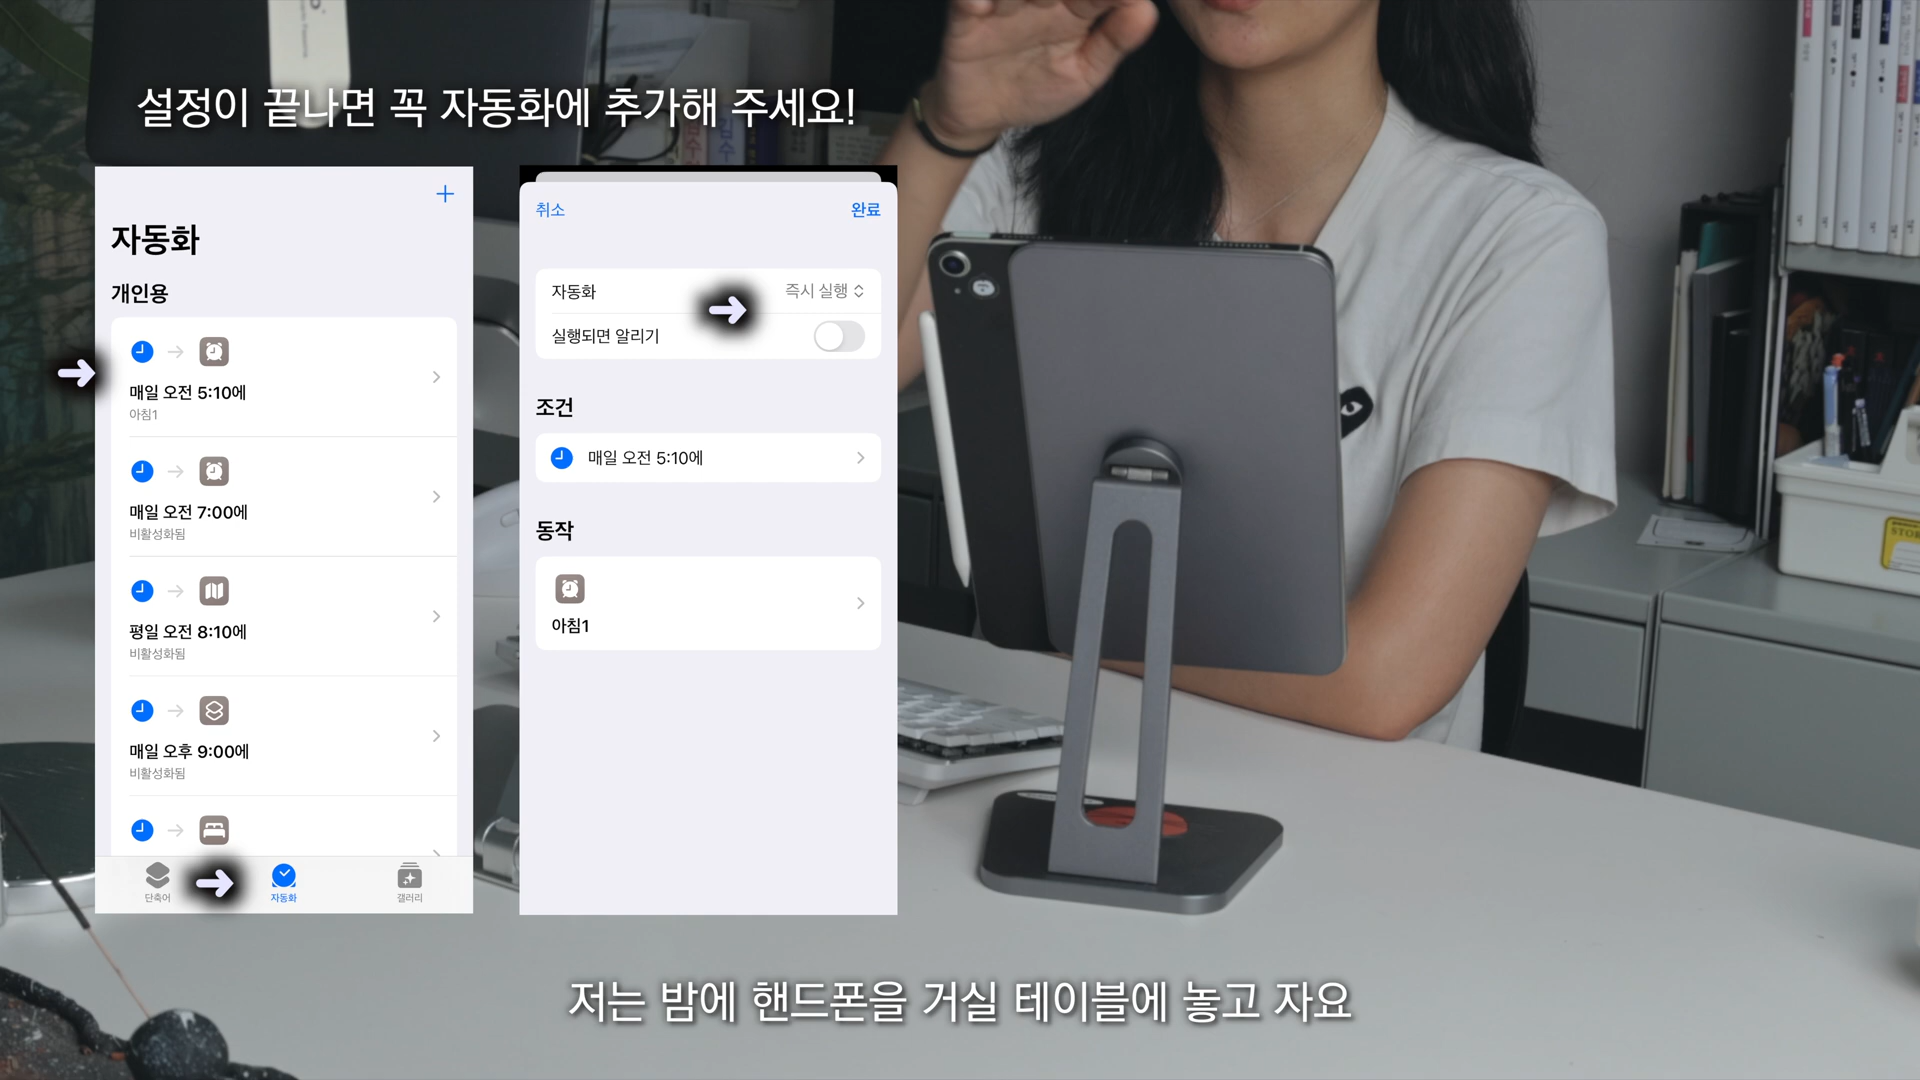 설정이 끝나면 꼭 자동화에 추가해 주세요!
자동화
개인용
매일 오전 5:10에
아침1
매일 오전 7:00에
비활성화됨
평일 오전 8:10에
비활성화됨
매일 오후 9:00에
비활성화됨
단축어
자동화
갤러리
취소
완료
자동화
즉시 실행
실행되면 알리기
조건
매일 오전 5:10에
동작
아침1
저는 밤에 핸드폰을 거실 테이블에 놓고 자요